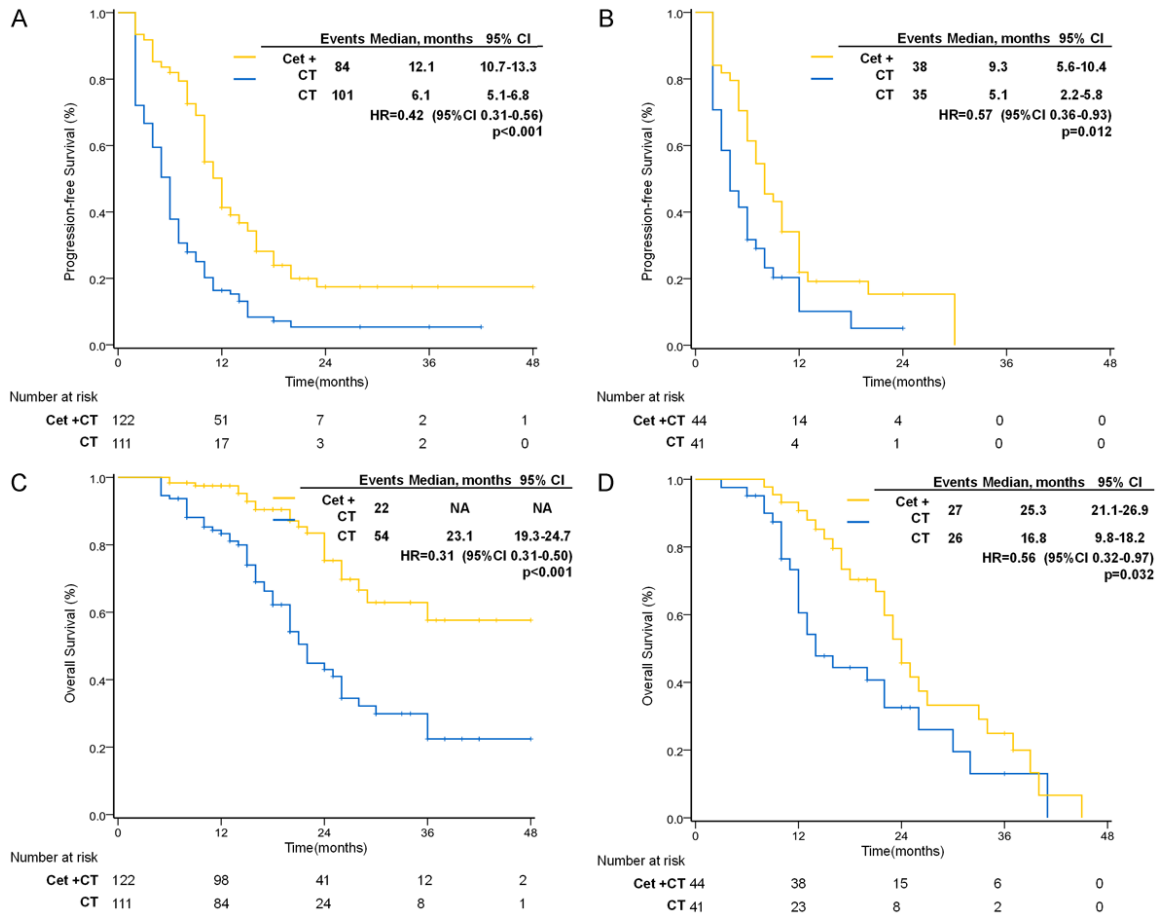 A
Events Median, months 95% CI
Cet + CT 84 12.1 10.7-13.3
CT 101 6.1 5.1-6.8
HR=0.42 (95%CI 0.31-0.56)
p<0.001
Progression-free Survival (%)
1.0
0.8
0.6
0.4
0.2
0.0
0 12 24 36 48
Time(months)
Number at risk
Cet +CT 122 51 7 2 1
CT 111 17 3 2 0
B
Events Median, months 95% CI
Cet + CT 38 9.3 5.6-10.4
CT 35 5.1 2.2-5.8
HR=0.57 (95%CI 0.36-0.93)
p=0.012
Progression-free Survival (%)
1.0
0.8
0.6
0.4
0.2
0.0
0 12 24 36 48
Time(months)
Number at risk
Cet +CT 44 14 4 0 0
CT 41 4 1 0 0
C
Events Median, months 95% CI
Cet + CT 22 NA NA
CT 54 23.1 19.3-24.7
HR=0.31 (95%CI 0.31-0.50)
p<0.001
Overall Survival (%)
1.0
0.8
0.6
0.4
0.2
0.0
0 12 24 36 48
Time(months)
Number at risk
Cet +CT 122 98 41 12 2
CT 111 84 24 8 1
D
Events Median, months 95% CI
Cet + CT 27 25.3 21.1-26.9
CT 26 16.8 9.8-18.2
HR=0.56 (95%CI 0.32-0.97)
p=0.032
Overall Survival (%)
1.0
0.8
0.6
0.4
0.2
0.0
0 12 24 36 48
Time(months)
Number at risk
Cet +CT 44 38 15 6 0
CT 41 23 8 2 0